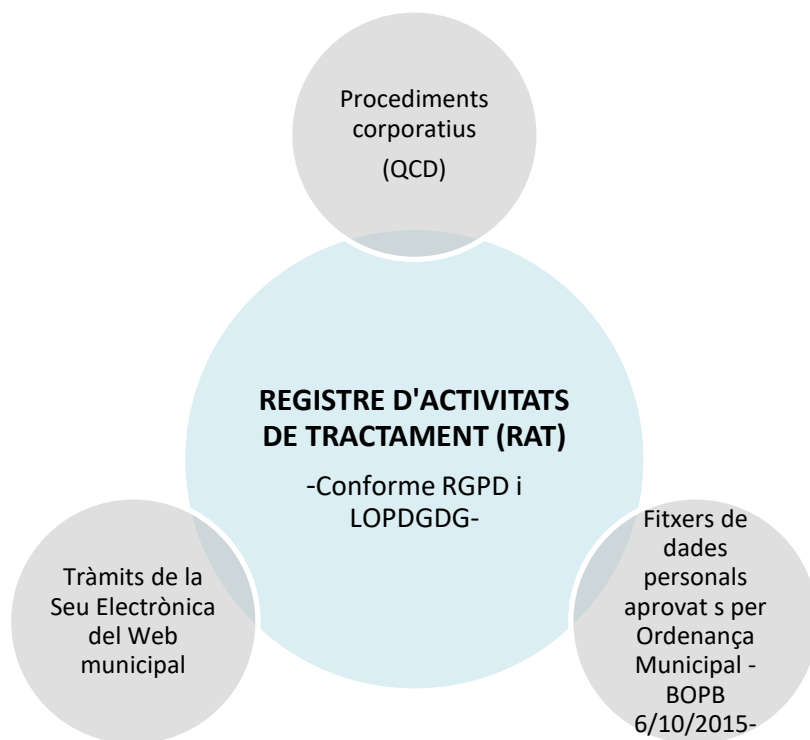 Procediments
corporatius
(QCD)
REGISTRE D'ACTIVITATS
DE TRACTAMENT (RAT)
-Conforme RGPD i
LOPDGDG-
Tràmits de la
Seu Electrònica
del Web
municipal
Fitxers de
dades
personals
aprovat s per
Ordenança
Municipal -
BOPB
6/10/2015-